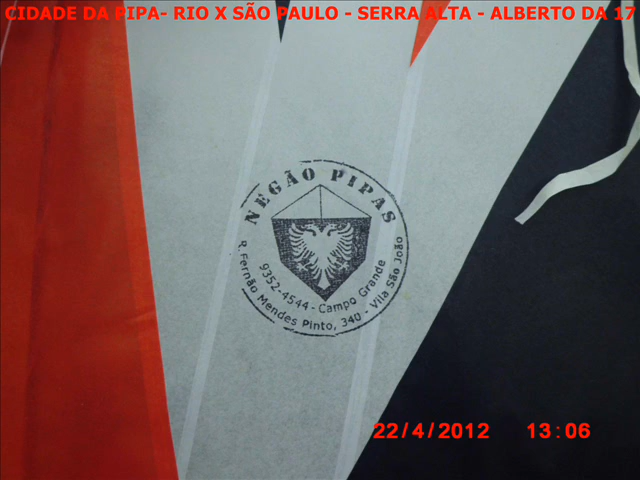 CIDADE DA PIPA- RIO X SÃO PAULO - SERRA ALTA - ALBERTO DA 17
NEGÃO PIPAS
9352-4544 - Campo Grande
R. Fernão Mendes Pinto, 340 - Vila São João
22/4/2012 13:06